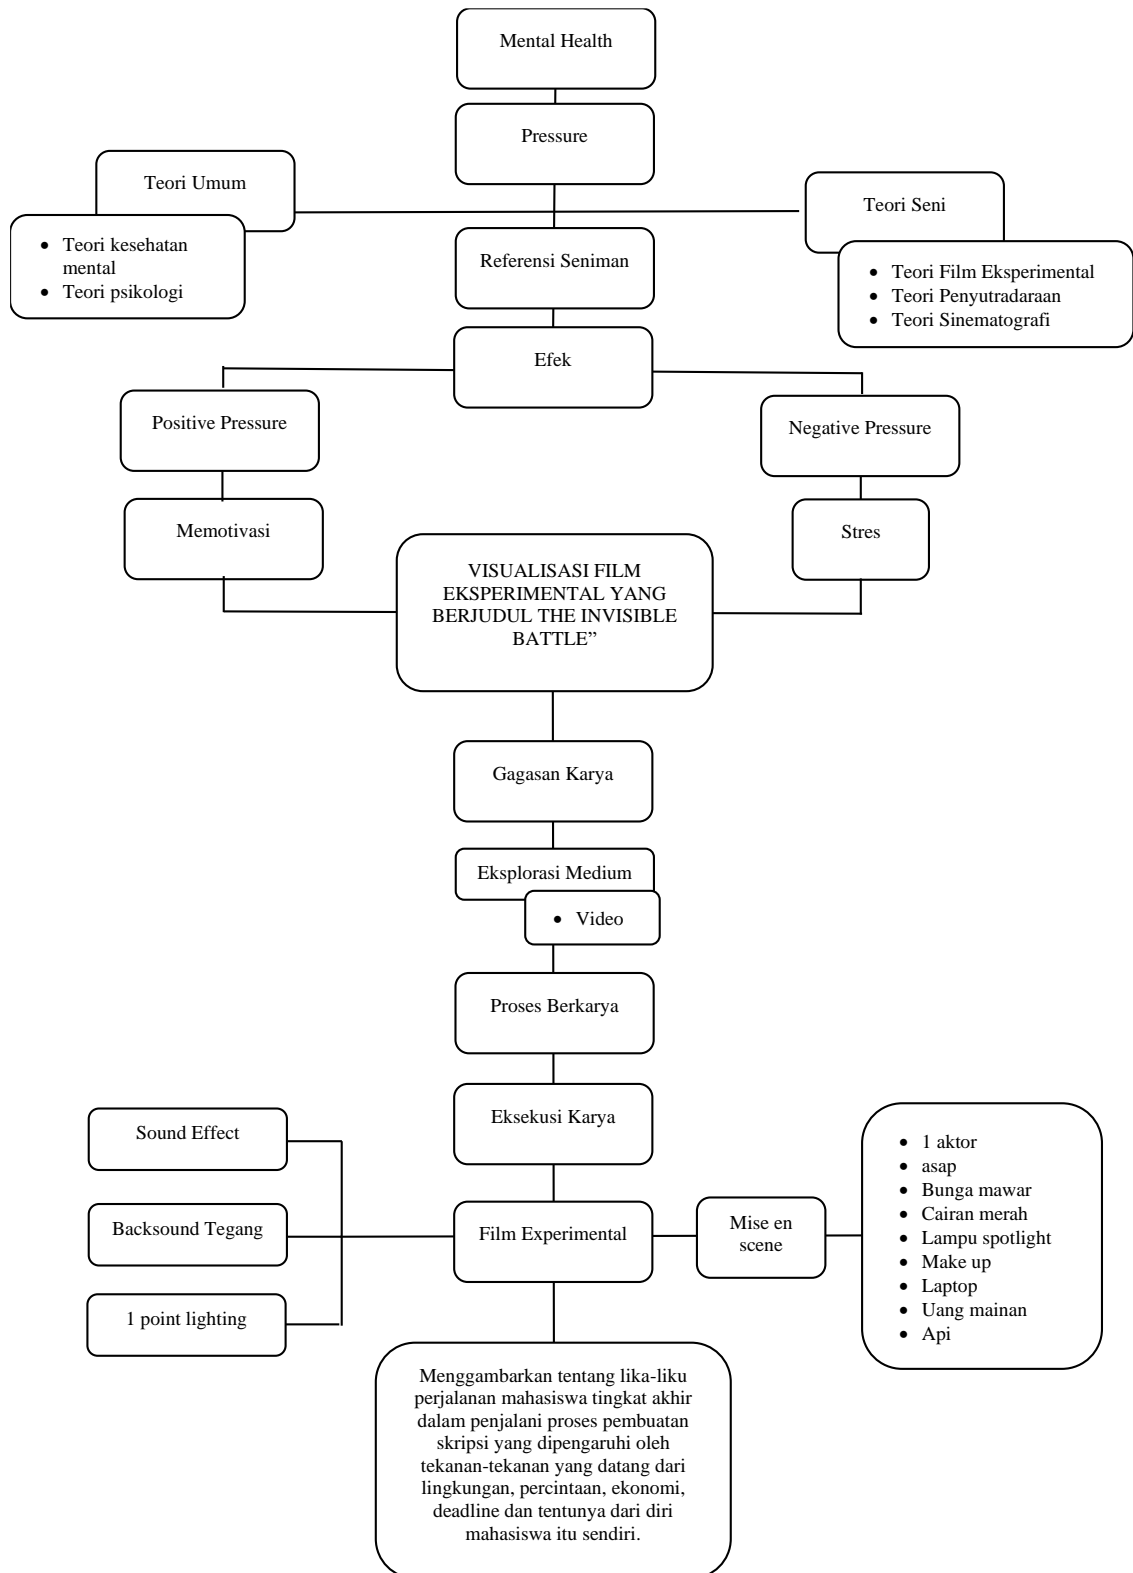 Mental Health
Pressure
Teori Umum
• Teori kesehatan
mental
• Teori psikologi
Teori Seni
• Teori Film Eksperimental
• Teori Penyutradaraan
• Teori Sinematografi
Referensi Seniman
Efek
Positive Pressure
Negative Pressure
Memotivasi
Stres
VISUALISASI FILM
EKSPERIMENTAL YANG
BERJUDUL THE INVISIBLE
BATTLE”
Gagasan Karya
Eksplorasi Medium
• Video
Proses Berkarya
Eksekusi Karya
Sound Effect
Backsound Tegang
1 point lighting
Film Experimental
Mise en
scene
• 1 aktor
• asap
• Bunga mawar
• Cairan merah
• Lampu spotlight
• Make up
• Laptop
• Uang mainan
• Api
Menggambarkan tentang lika-liku
perjalanan mahasiswa tingkat akhir
dalam penjalani proses pembuatan
skripsi yang dipengaruhi oleh
tekanan-tekanan yang datang dari
lingkungan, percintaan, ekonomi,
deadline dan tentunya dari diri
mahasiswa itu sendiri.